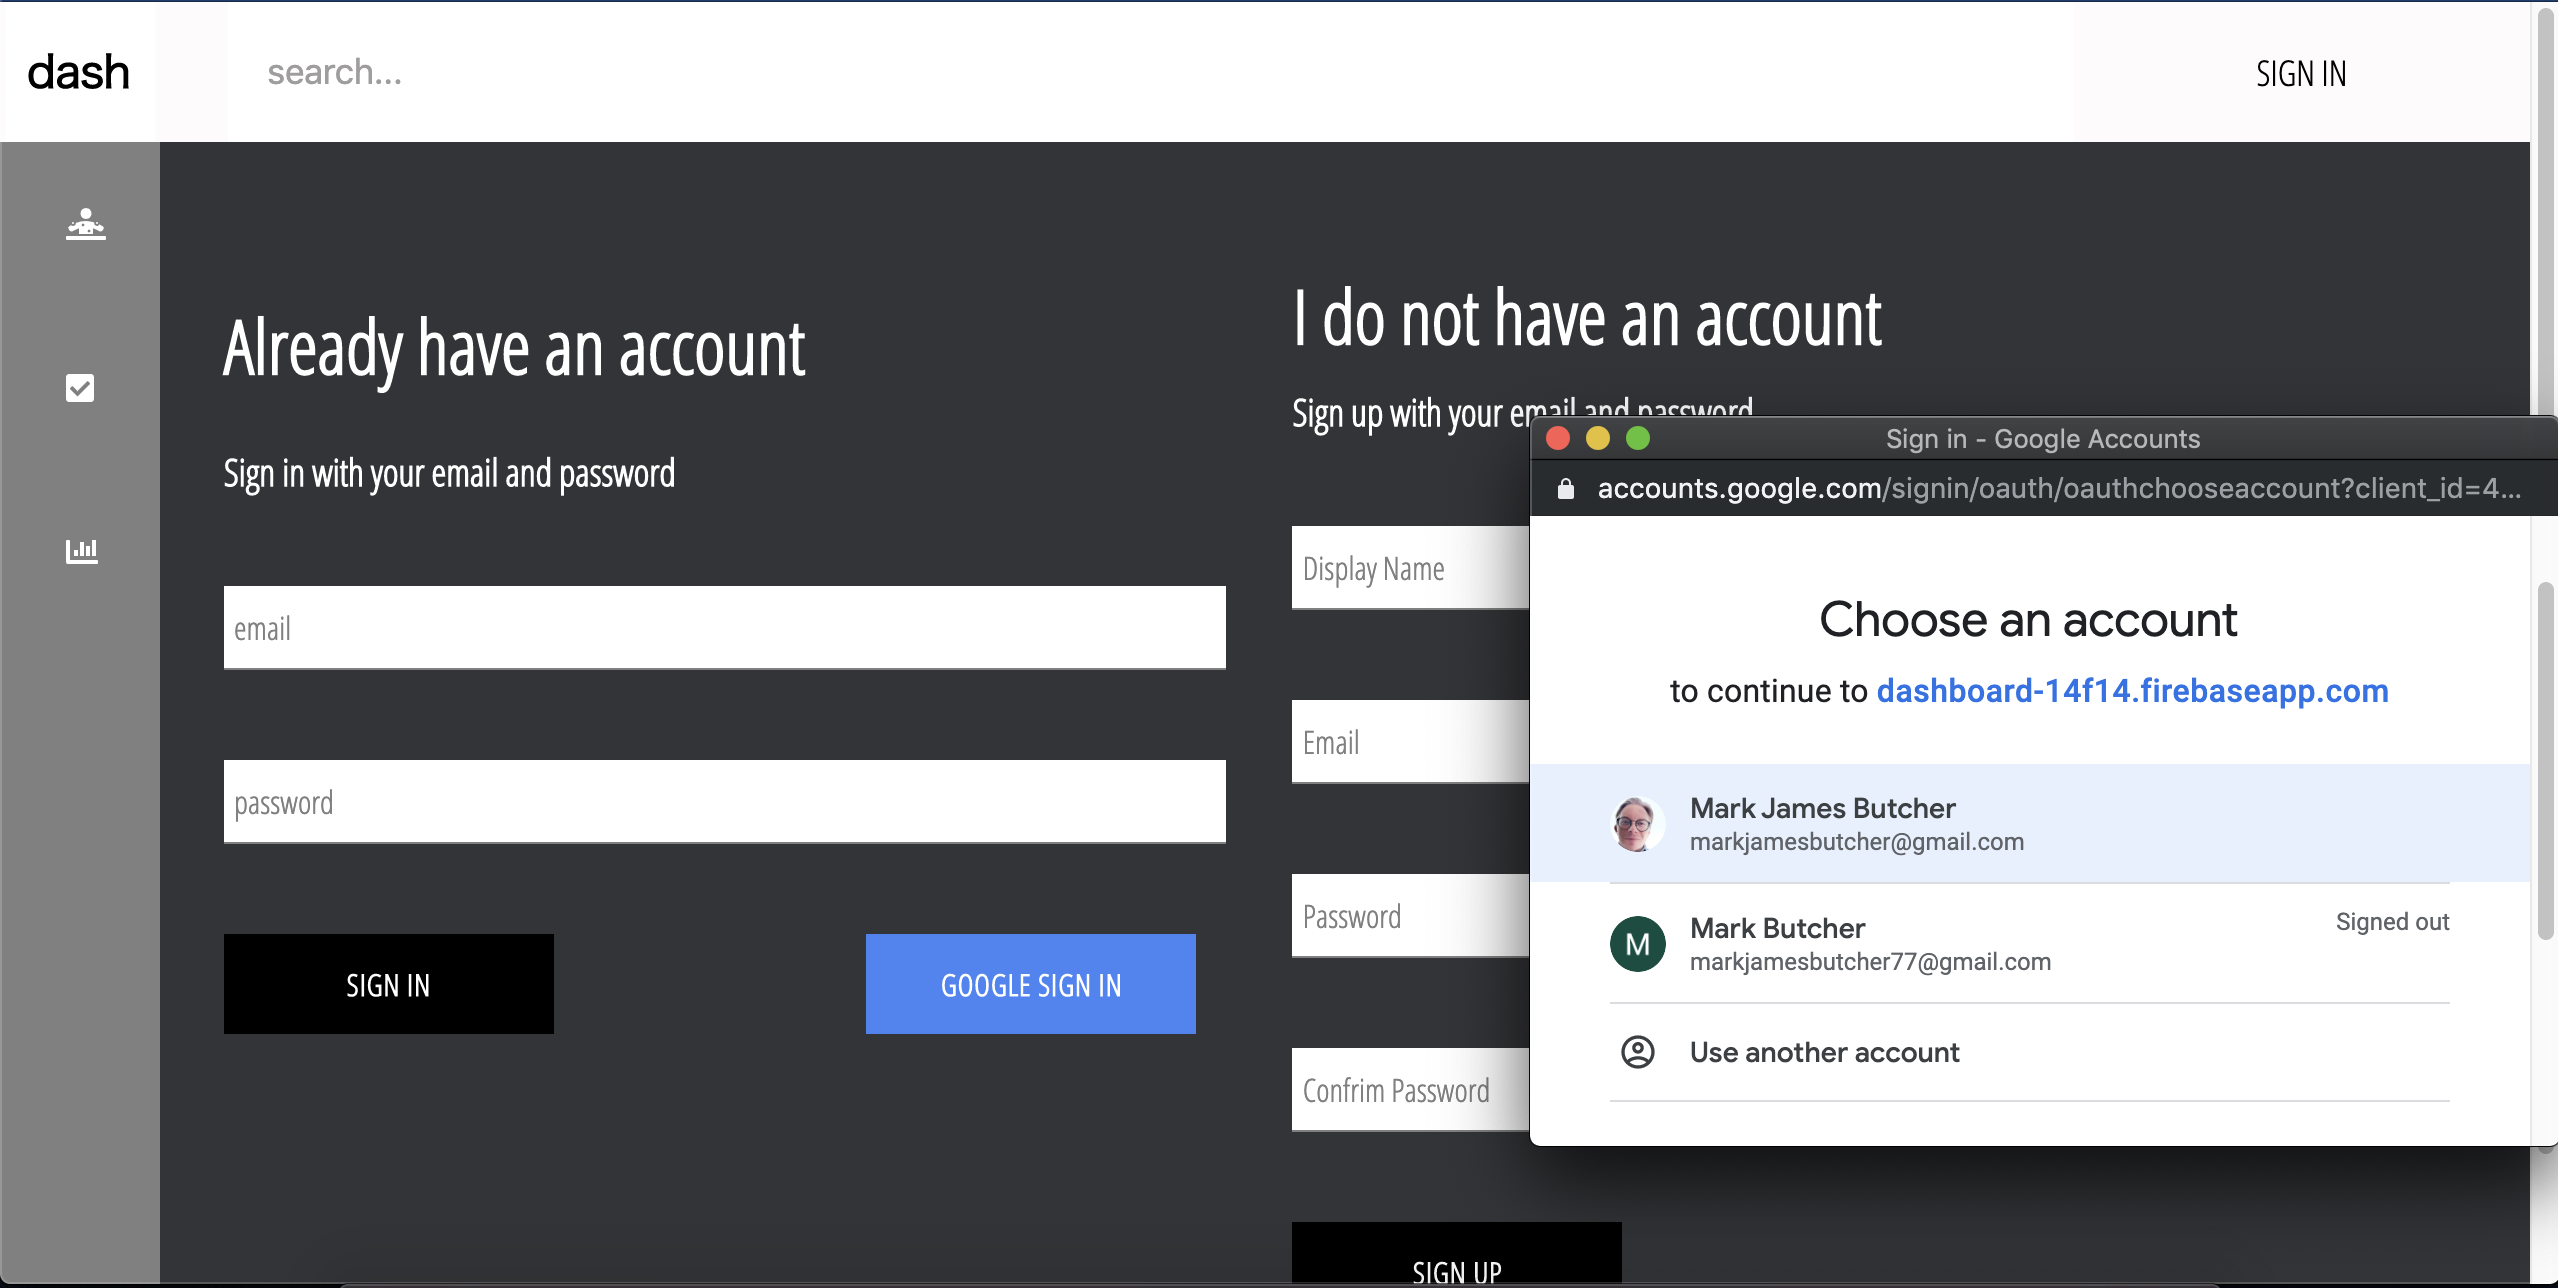 dash
search...
SIGN IN
Already have an account
Sign in with your email and password
email
password
SIGN IN
GOOGLE SIGN IN
I do not have an account
Sign up with your email and password
Display Name
Email
Password
Confrim Password
SIGN UP
Sign in - Google Accounts
accounts.google.com/signin/oauth/oauthchooseaccount?client_id=4...
Choose an account
to continue to dashboard-14f14.firebaseapp.com
Mark James Butcher
markjamesbutcher@gmail.com
M
Mark Butcher
Signed out
markjamesbutcher77@gmail.com
Use another account